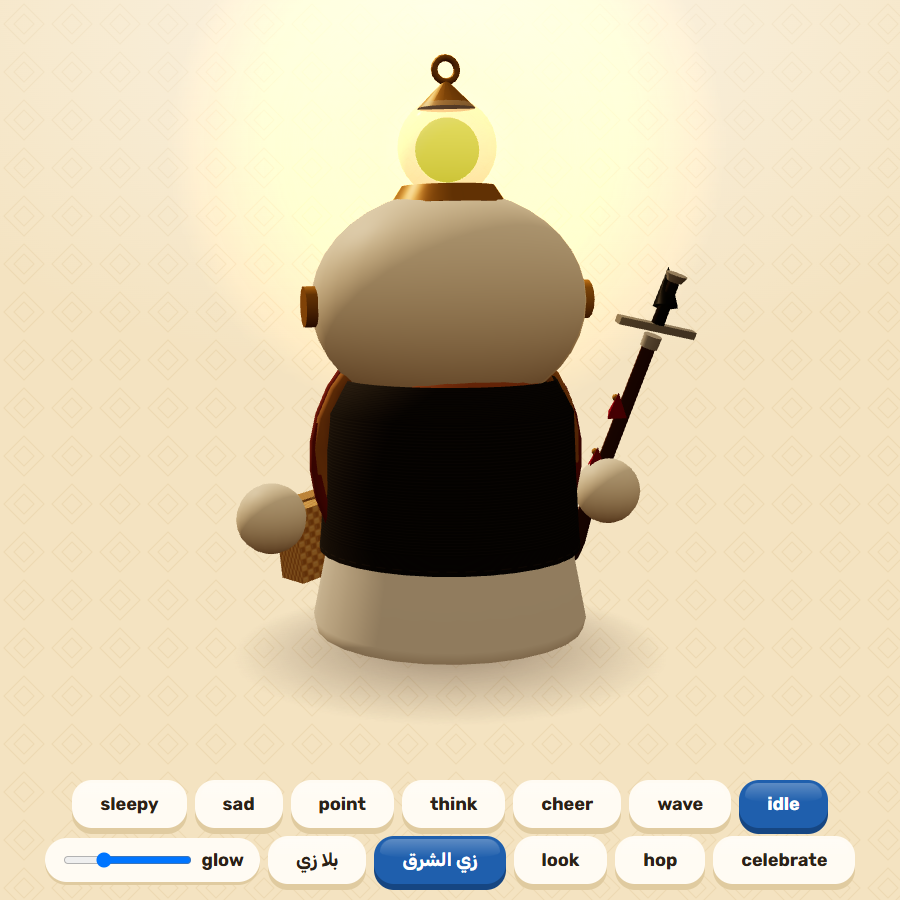 sleepy
sad
point
think
cheer
wave
idle
glow
بلا زي
زي الشرق
look
hop
celebrate